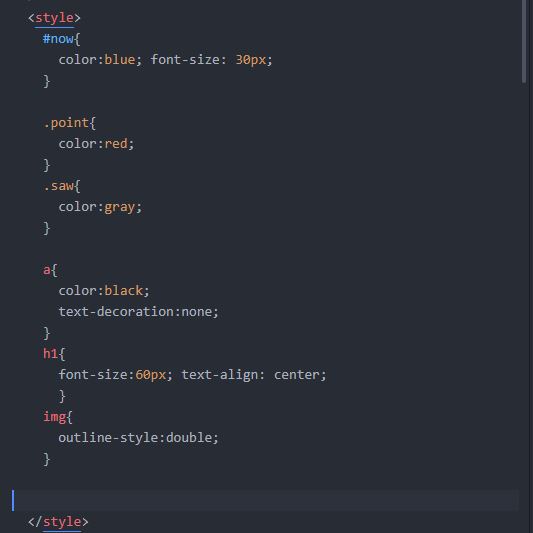 <style>
#now{
color:blue; font-size: 30px;
}
.point{
color:red;
}
.saw{
color:gray;
}
a{
color:black;
text-decoration:none;
}
h1{
font-size:60px; text-align: center;
}
img{
outline-style:double;
}
</style>